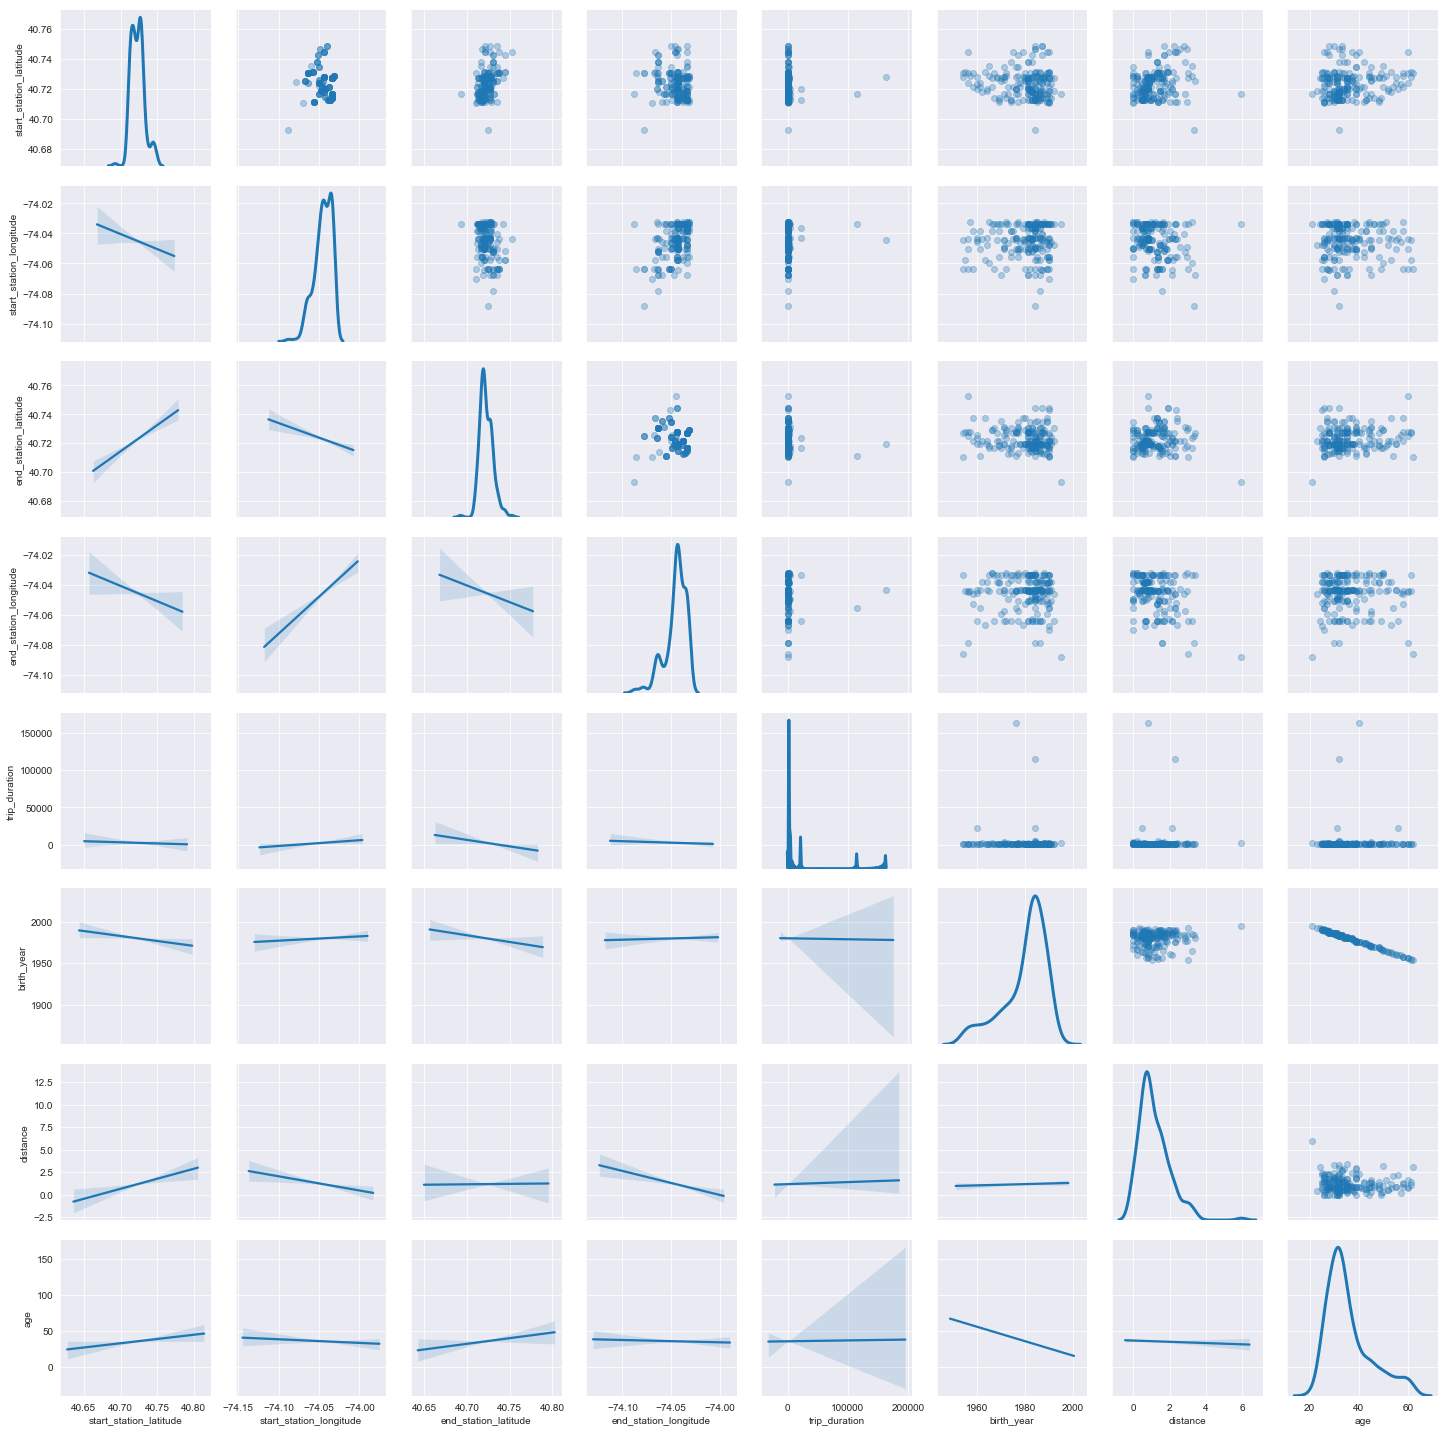 40.76
40.74
40.72
40.70
40.68
start_station_latitude
−74.02
−74.04
−74.06
−74.08
−74.10
start_station_longitude
40.76
40.74
40.72
40.70
40.68
end_station_latitude
−74.02
−74.04
−74.06
−74.08
−74.10
end_station_longitude
150000
100000
50000
0
trip_duration
2000
1950
1900
birth_year
12.5
10.0
7.5
5.0
2.5
0.0
−2.5
distance
150
100
50
0
age
40.65 40.70 40.75 40.80
start_station_latitude
−74.15 −74.10 −74.05 −74.00
start_station_longitude
40.65 40.70 40.75 40.80
end_station_latitude
−74.10 −74.05 −74.00
end_station_longitude
0 100000 200000
trip_duration
1960 1980 2000
birth_year
0 2 4 6
distance
20 40 60
age